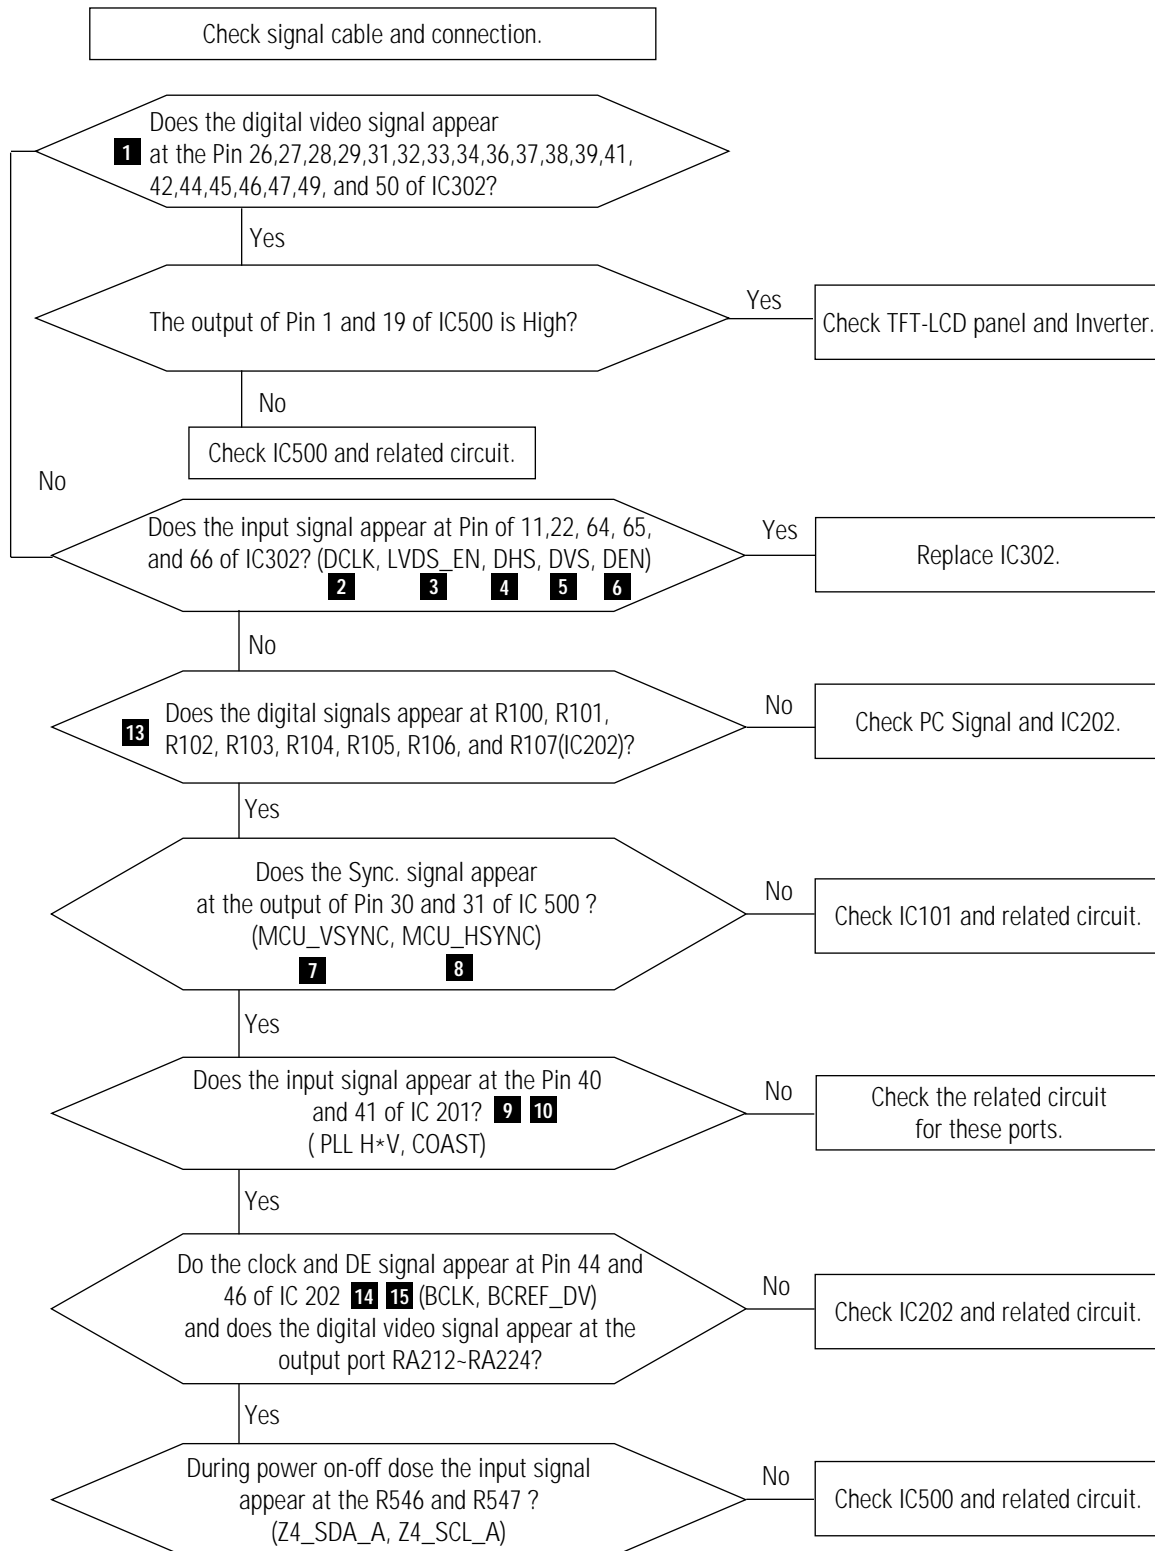 Check signal cable and connection.
Does the digital video signal appear
1 at the Pin 26,27,28,29,31,32,33,34,36,37,38,39,41,
42,44,45,46,47,49, and 50 of IC302?
Yes
The output of Pin 1 and 19 of IC500 is High?
Yes
Check TFT-LCD panel and Inverter.
No
Check IC500 and related circuit.
No
Does the input signal appear at Pin of 11,22, 64, 65,
and 66 of IC302? (DCLK, LVDS_EN, DHS, DVS, DEN)
2 3 4 5 6
Yes
Replace IC302.
No
Does the digital signals appear at R100, R101,
13 R102, R103, R104, R105, R106, and R107(IC202)?
No
Check PC Signal and IC202.
Yes
Does the Sync. signal appear
at the output of Pin 30 and 31 of IC 500 ?
(MCU_VSYNC, MCU_HSYNC)
7 8
No
Check IC101 and related circuit.
Yes
Does the input signal appear at the Pin 40
and 41 of IC 201? 9 10
( PLL H*V, COAST)
No
Check the related circuit
for these ports.
Yes
Do the clock and DE signal appear at Pin 44 and
46 of IC 202 14 15 (BCLK, BCREF_DV)
and does the digital video signal appear at the
output port RA212~RA224?
No
Check IC202 and related circuit.
Yes
During power on-off dose the input signal
appear at the R546 and R547 ?
(Z4_SDA_A, Z4_SCL_A)
No
Check IC500 and related circuit.